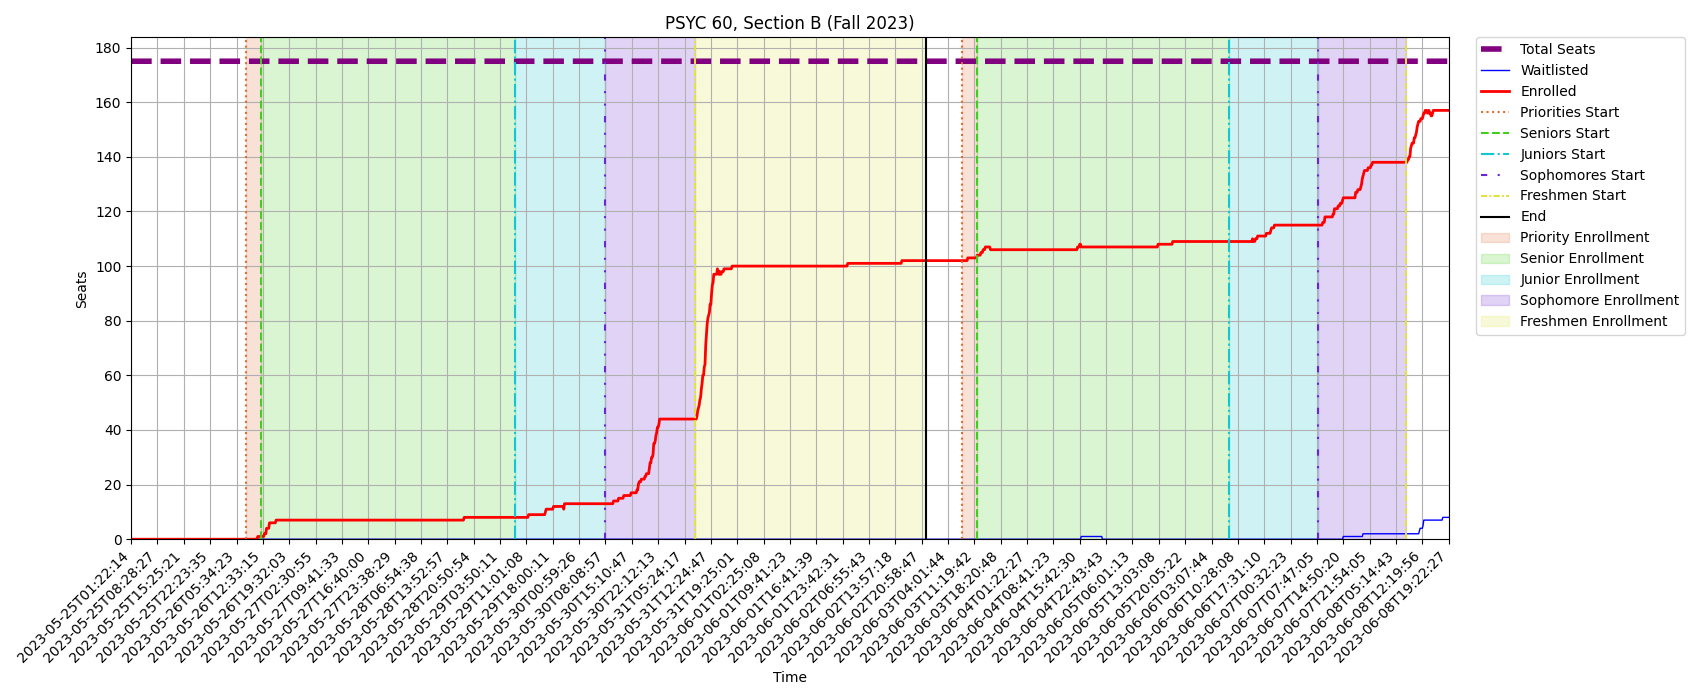 PSYC 60, Section B (Fall 2023)
180
160
140
120
100
80
60
40
20
0
Seats
2023-05-25T01:22:14
2023-05-25T08:28:27
2023-05-25T15:25:21
2023-05-25T22:23:35
2023-05-26T05:34:23
2023-05-26T12:33:15
2023-05-26T19:32:03
2023-05-27T02:30:55
2023-05-27T09:41:33
2023-05-27T16:40:00
2023-05-27T23:38:29
2023-05-28T06:54:38
2023-05-28T13:52:57
2023-05-28T20:50:54
2023-05-29T03:50:11
2023-05-29T11:01:08
2023-05-29T18:00:11
2023-05-30T00:59:26
2023-05-30T08:08:57
2023-05-30T15:10:47
2023-05-30T22:12:13
2023-05-31T05:24:17
2023-05-31T12:24:47
2023-05-31T19:25:01
2023-06-01T02:25:08
2023-06-01T09:41:23
2023-06-01T16:41:39
2023-06-01T23:42:31
2023-06-02T06:55:43
2023-06-02T13:57:18
2023-06-02T20:58:47
2023-06-03T04:01:44
2023-06-03T11:19:42
2023-06-03T18:20:48
2023-06-04T01:22:27
2023-06-04T08:41:23
2023-06-04T15:42:30
2023-06-04T22:43:43
2023-06-05T06:01:13
2023-06-05T13:03:08
2023-06-05T20:05:22
2023-06-06T03:07:44
2023-06-06T10:28:08
2023-06-06T17:31:10
2023-06-07T00:32:23
2023-06-07T07:47:05
2023-06-07T14:50:20
2023-06-07T21:54:05
2023-06-08T05:14:43
2023-06-08T12:19:56
2023-06-08T19:22:27
Time
Total Seats
Waitlisted
Enrolled
Priorities Start
Seniors Start
Juniors Start
Sophomores Start
Freshmen Start
End
Priority Enrollment
Senior Enrollment
Junior Enrollment
Sophomore Enrollment
Freshmen Enrollment